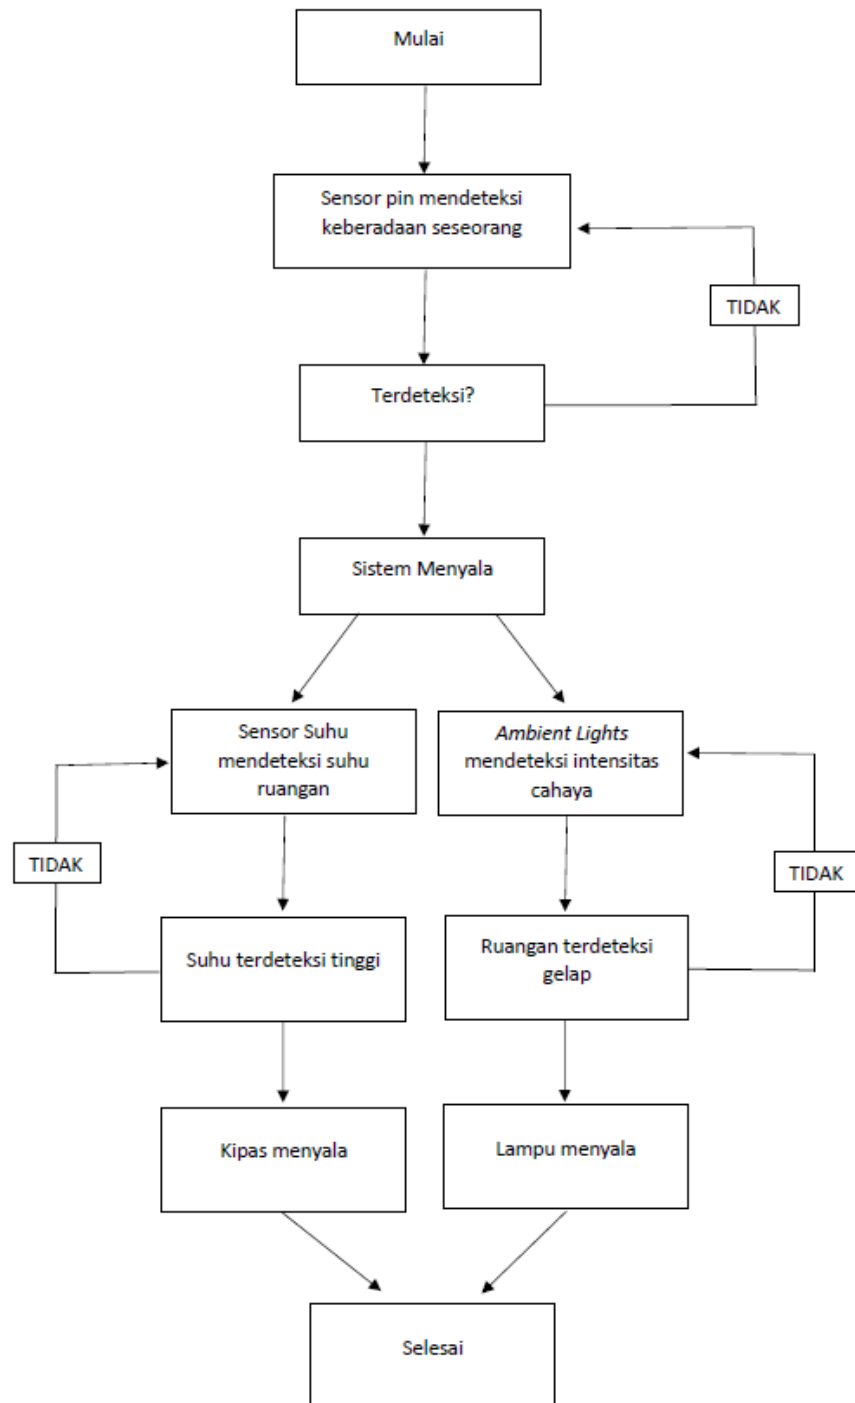 Mulai
Sensor pin mendeteksi
keberadaan seseorang
TIDAK
Terdeteksi?
Sistem Menyala
Sensor Suhu
mendeteksi suhu
ruangan
Ambient Lights
mendeteksi intensitas
cahaya
TIDAK
TIDAK
Suhu terdeteksi tinggi
Ruangan terdeteksi
gelap
Kipas menyala
Lampu menyala
Selesai